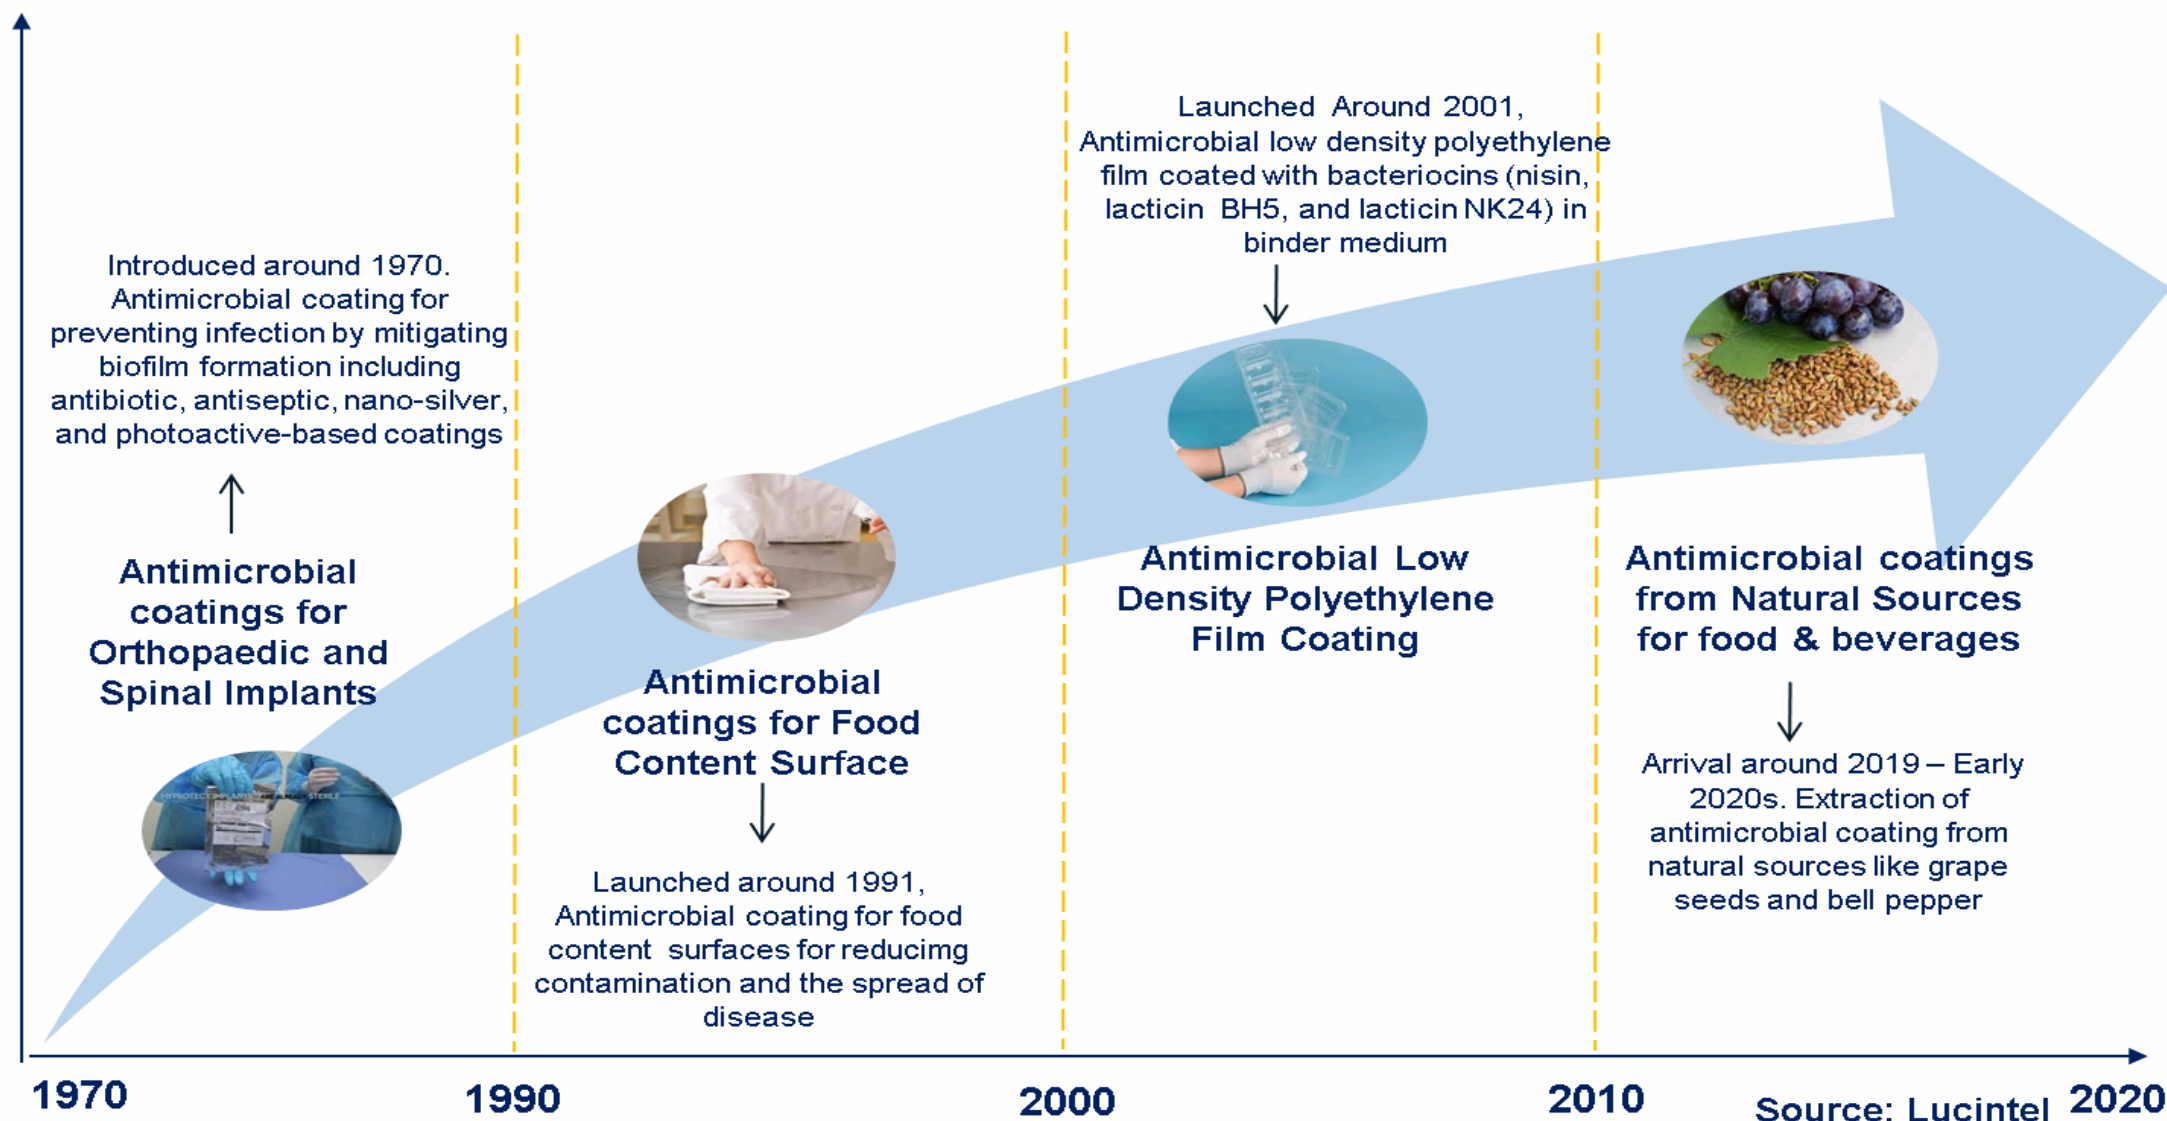 Introduced around 1970.
Antimicrobial coating for
preventing infection by mitigating
biofilm formation including
antibiotic, antiseptic, nano-silver,
and photoactive-based coatings
Antimicrobial
coatings for
Orthopaedic and
Spinal Implants
Antimicrobial
coatings for Food
Content Surface
Launched around 1991,
Antimicrobial coating for food
content surfaces for reducimg
contamination and the spread of
disease
Launched Around 2001,
Antimicrobial low density polyethylene
film coated with bacteriocins (nisin,
lacticin BH5, and lacticin NK24) in
binder medium
Antimicrobial Low
Density Polyethylene
Film Coating
Antimicrobial coatings
from Natural Sources
for food & beverages
Arrival around 2019 – Early
2020s. Extraction of
antimicrobial coating from
natural sources like grape
seeds and bell pepper
1970
1990
2000
2010
2020
Source: Lucintel